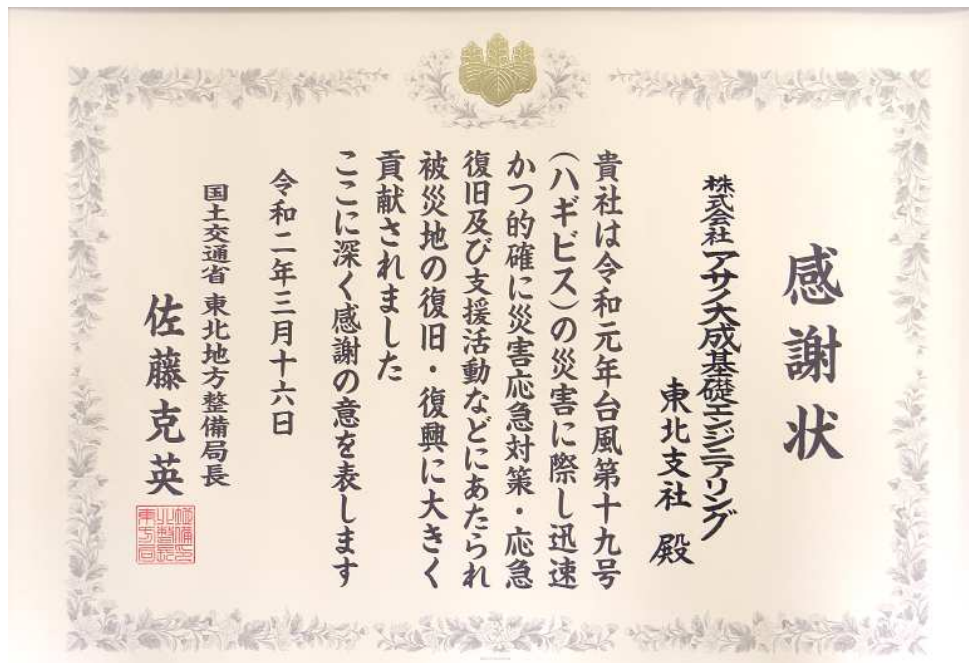 感謝状
株式会社アサノ大成基礎エンジニアリング
東北支社 殿
貴社は令和元年台風第十九号
(ハギビス)の災害に際し迅速
かつ的確に災害応急対策・応急
復旧及び支援活動などにあたられ
被災地の復旧・復興に大きく
貢献されました
ここに深く感謝の意を表します
令和二年三月十六日
国土交通省 東北地方整備局長
佐藤克英